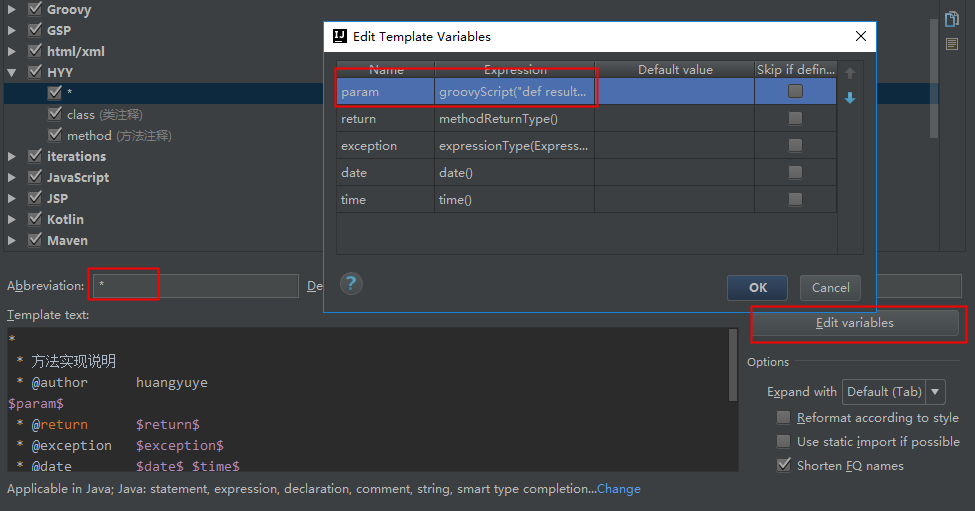 Groovy
GSP
html/xml
HYY
*
class (类注释)
method (方法注释)
iterations
JavaScript
JSP
Kotlin
Maven
Edit Template Variables
Name Expression Default value Skip if defin...
param groovyScript("def result...
return methodReturnType()
exception expressionType(Express...
date date()
time time()
? OK Cancel
Abbreviation: * De
Template text:
*
* 方法实现说明
* @author huangyuye
$param$
* @return $return$
* @exception $exception$
* @date $date$ $time$
Edit variables
Options
Expand with Default (Tab)
Reformat according to style
Use static import if possible
Shorten FQ names
Applicable in Java; Java: statement, expression, declaration, comment, string, smart type completion...Change